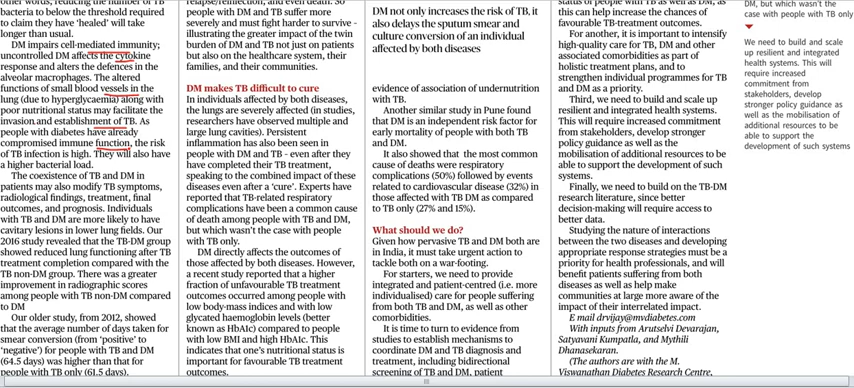 other words, reducing the number of TB
bacteria to below the threshold required
to claim they have 'healed' will take
longer than usual.
DM impairs cell-mediated immunity;
uncontrolled DM affects the cytokine
response and alters the defences in the
alveolar macrophages. The altered
functions of small blood vessels in the
lung (due to hyperglycaemia) along with
poor nutritional status may facilitate the
invasion and establishment of TB. As
people with diabetes have already
compromised immune function, the risk
of TB infection is high. They will also have
a higher bacterial load.
The coexistence of TB and DM in
patients may also modify TB symptoms,
radiological findings, treatment, final
outcomes, and prognosis. Individuals
with TB and DM are more likely to have
cavitary lesions in lower lung fields. Our
2016 study revealed that the TB-DM group
showed reduced lung functioning after TB
treatment completion compared with the
TB non-DM group. There was a greater
improvement in radiographic scores
among people with TB non-DM compared
to DM
Our older study, from 2012, showed
that the average number of days taken for
smear conversion (from 'positive' to
'negative') for people with TB and DM
(64.5 days) was higher than that for
people with TB only (61.5 days).
relapse/reinfection, and even death. So
people with DM and TB suffer more
severely and must fight harder to survive -
illustrating the greater impact of the twin
burden of DM and TB not just on patients
but also on the healthcare system, their
families, and their communities.
DM makes TB difficult to cure
In individuals affected by both diseases,
the lungs are severely affected (in studies,
researchers have observed multiple and
large lung cavities). Persistent
inflammation has also been seen in
people with DM and TB - even after they
have completed their TB treatment,
speaking to the combined impact of these
diseases even after a 'cure'. Experts have
reported that TB-related respiratory
complications have been a common cause
of death among people with TB and DM,
but which wasn't the case with people
with TB only.
DM directly affects the outcomes of
those affected by both diseases. However,
a recent study reported that a higher
fraction of unfavourable TB treatment
outcomes occurred among people with
low body-mass indices and with low
glycated haemoglobin levels (better
known as HbA1c) compared to people
with low BMI and high HbA1c. This
indicates that one's nutritional status is
important for favourable TB treatment
outcomes.
DM not only increases the risk of TB, it
also delays the sputum smear and
culture conversion of an individual
affected by both diseases
evidence of association of undernutrition
with TB.
Another similar study in Pune found
that DM is an independent risk factor for
early mortality of people with both TB
and DM.
It also showed that the most common
cause of deaths were respiratory
complications (50%) followed by events
related to cardiovascular disease (32%) in
those affected with TB DM as compared
to TB only (27% and 15%).
What should we do?
Given how pervasive TB and DM both are
in India, it must take urgent action to
tackle both on a war-footing.
For starters, we need to provide
integrated and patient-centred (i.e. more
individualised) care for people suffering
from both TB and DM, as well as other
comorbidities.
It is time to turn to evidence from
studies to establish mechanisms to
coordinate DM and TB diagnosis and
treatment, including bidirectional
screening of TB and DM, patient
status of people with TB as well as DM, as
this can help increase the chances of
favourable TB-treatment outcomes.
For another, it is important to intensify
high-quality care for TB, DM and other
associated comorbidities as part of
holistic treatment plans, and to
strengthen individual programmes for TB
and DM as a priority.
Third, we need to build and scale up
resilient and integrated health systems.
This will require increased commitment
from stakeholders, develop stronger
policy guidance as well as the
mobilisation of additional resources to be
able to support the development of such
systems.
Finally, we need to build on the TB-DM
research literature, since better
decision-making will require access to
better data.
Studying the nature of interactions
between the two diseases and developing
appropriate response strategies must be a
priority for health professionals, and will
benefit patients suffering from both
diseases as well as help make
communities at large more aware of the
impact of their interrelated impact.
E mail drvijay@mvdiabetes.com
With inputs from Arutselvi Devarajan,
Satyavani Kumpatla, and Mythili
Dhanasekaran.
(The authors are with the M.
Viswanathan Diabetes Research Centre,
DM, but which wasn't the
case with people with TB only
We need to build and scale
up resilient and integrated
health systems. This will
require increased
commitment from
stakeholders, develop
stronger policy guidance as
well as the mobilisation of
additional resources to be
able to support the
development of such systems